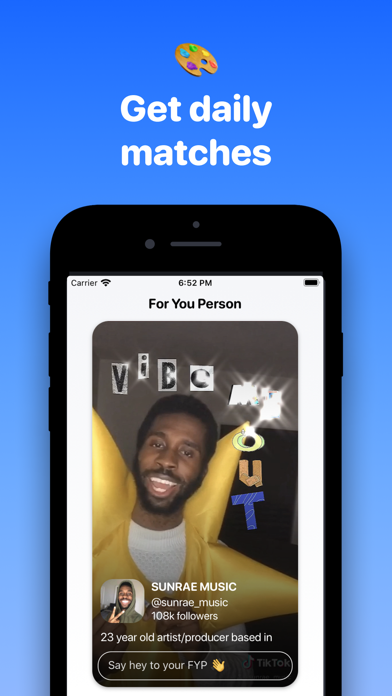 Get daily
matches
Carrier
6:52 PM
For You Person
ViDEO
OUT
SUNRAE MUSIC
@sunrae_music
108k followers
23 year old artist/producer based in
Say hey to your FYP 👋
TikTok